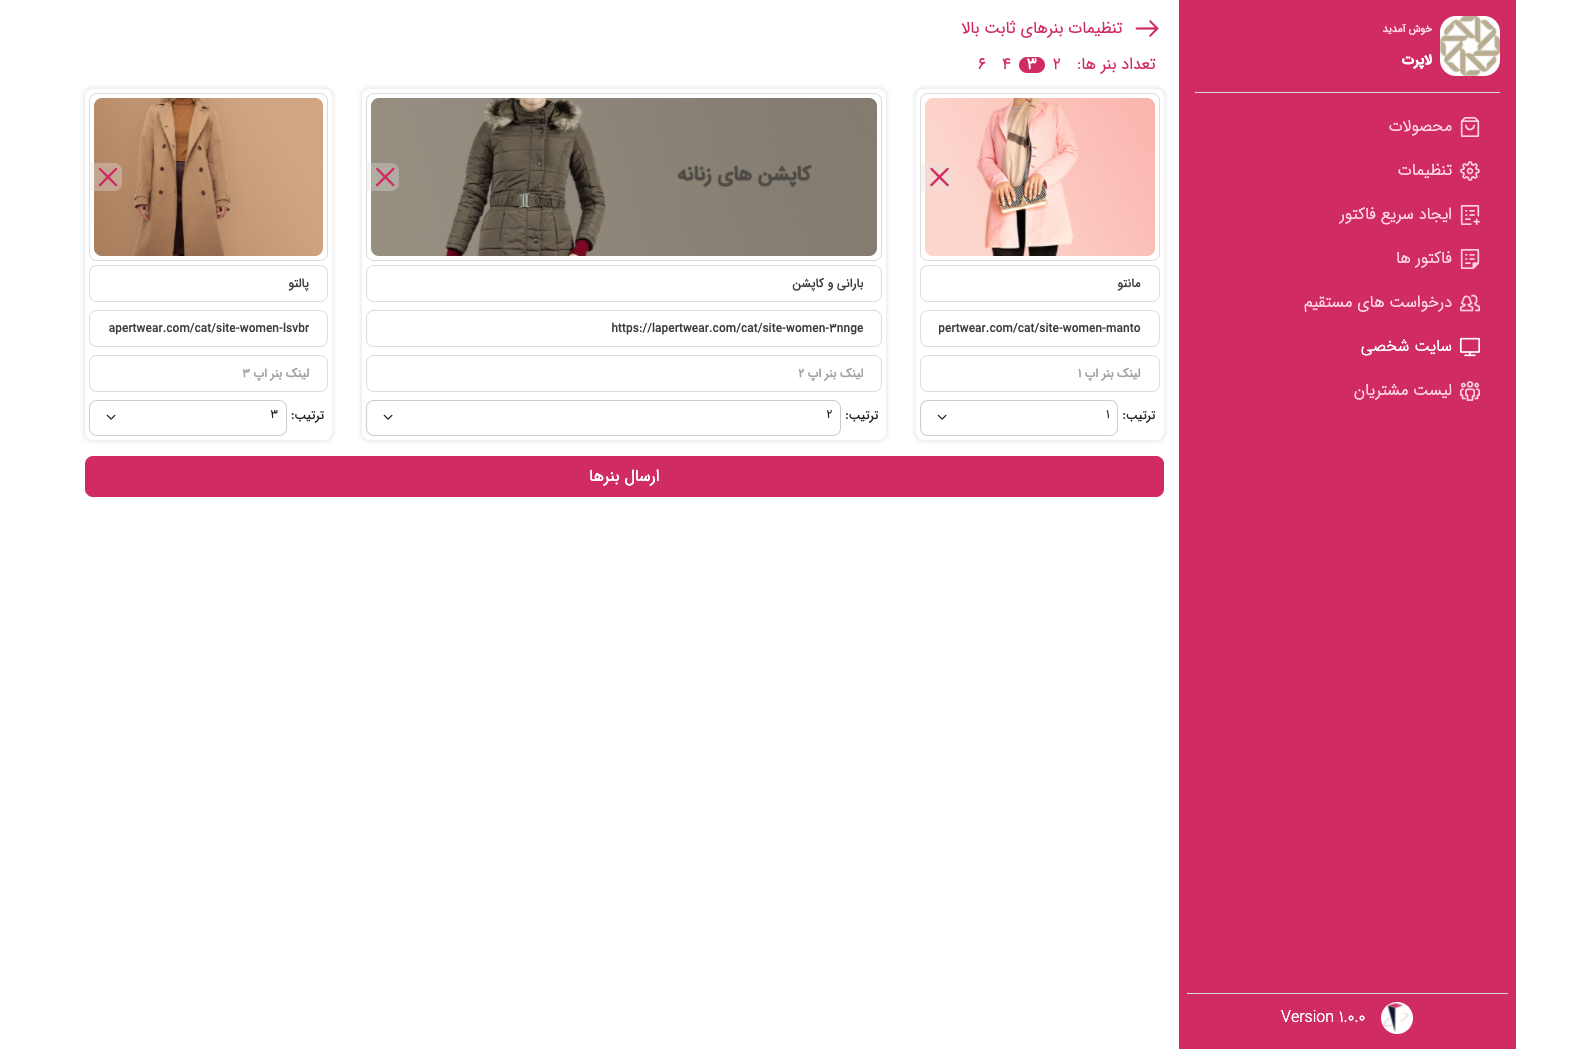 خوش آمدید
لاپرت
محصولات
تنظیمات
ایجاد سریع فاکتور
فاکتور ها
درخواست های مستقیم
سایت شخصی
لیست مشتریان
Version ۱.۰.۰
تنظیمات بنرهای ثابت بالا
تعداد بنر ها: ۲ ۳ ۴ ۶
مانتو
pertwear.com/cat/site-women-manto
لینک بنر اپ ۱
ترتیب: ۱
کاپشن های زنانه
بارانی و کاپشن
https://lapertwear.com/cat/site-women-۳nnge
لینک بنر اپ ۲
ترتیب: ۲
پالتو
apertwear.com/cat/site-women-lsvbr
لینک بنر اپ ۳
ترتیب: ۳
ارسال بنرها